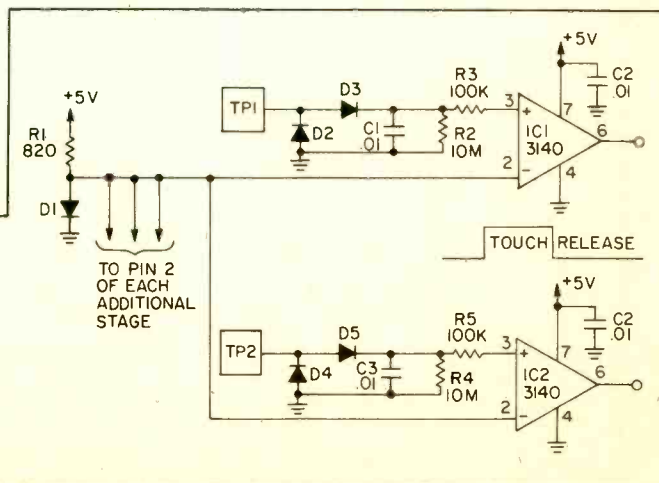 +5V
R1
820
D1
TO PIN 2
OF EACH
ADDITIONAL
STAGE
TP1
D3
D2
C1
.01
R3
100K
R2
10M
3
+
2
−
IC1
3140
7
6
4
+5V
C2
.01
TOUCH RELEASE
TP2
D5
D4
C3
.01
R5
100K
R4
10M
3
+
2
−
IC2
3140
7
6
4
+5V
C2
.01